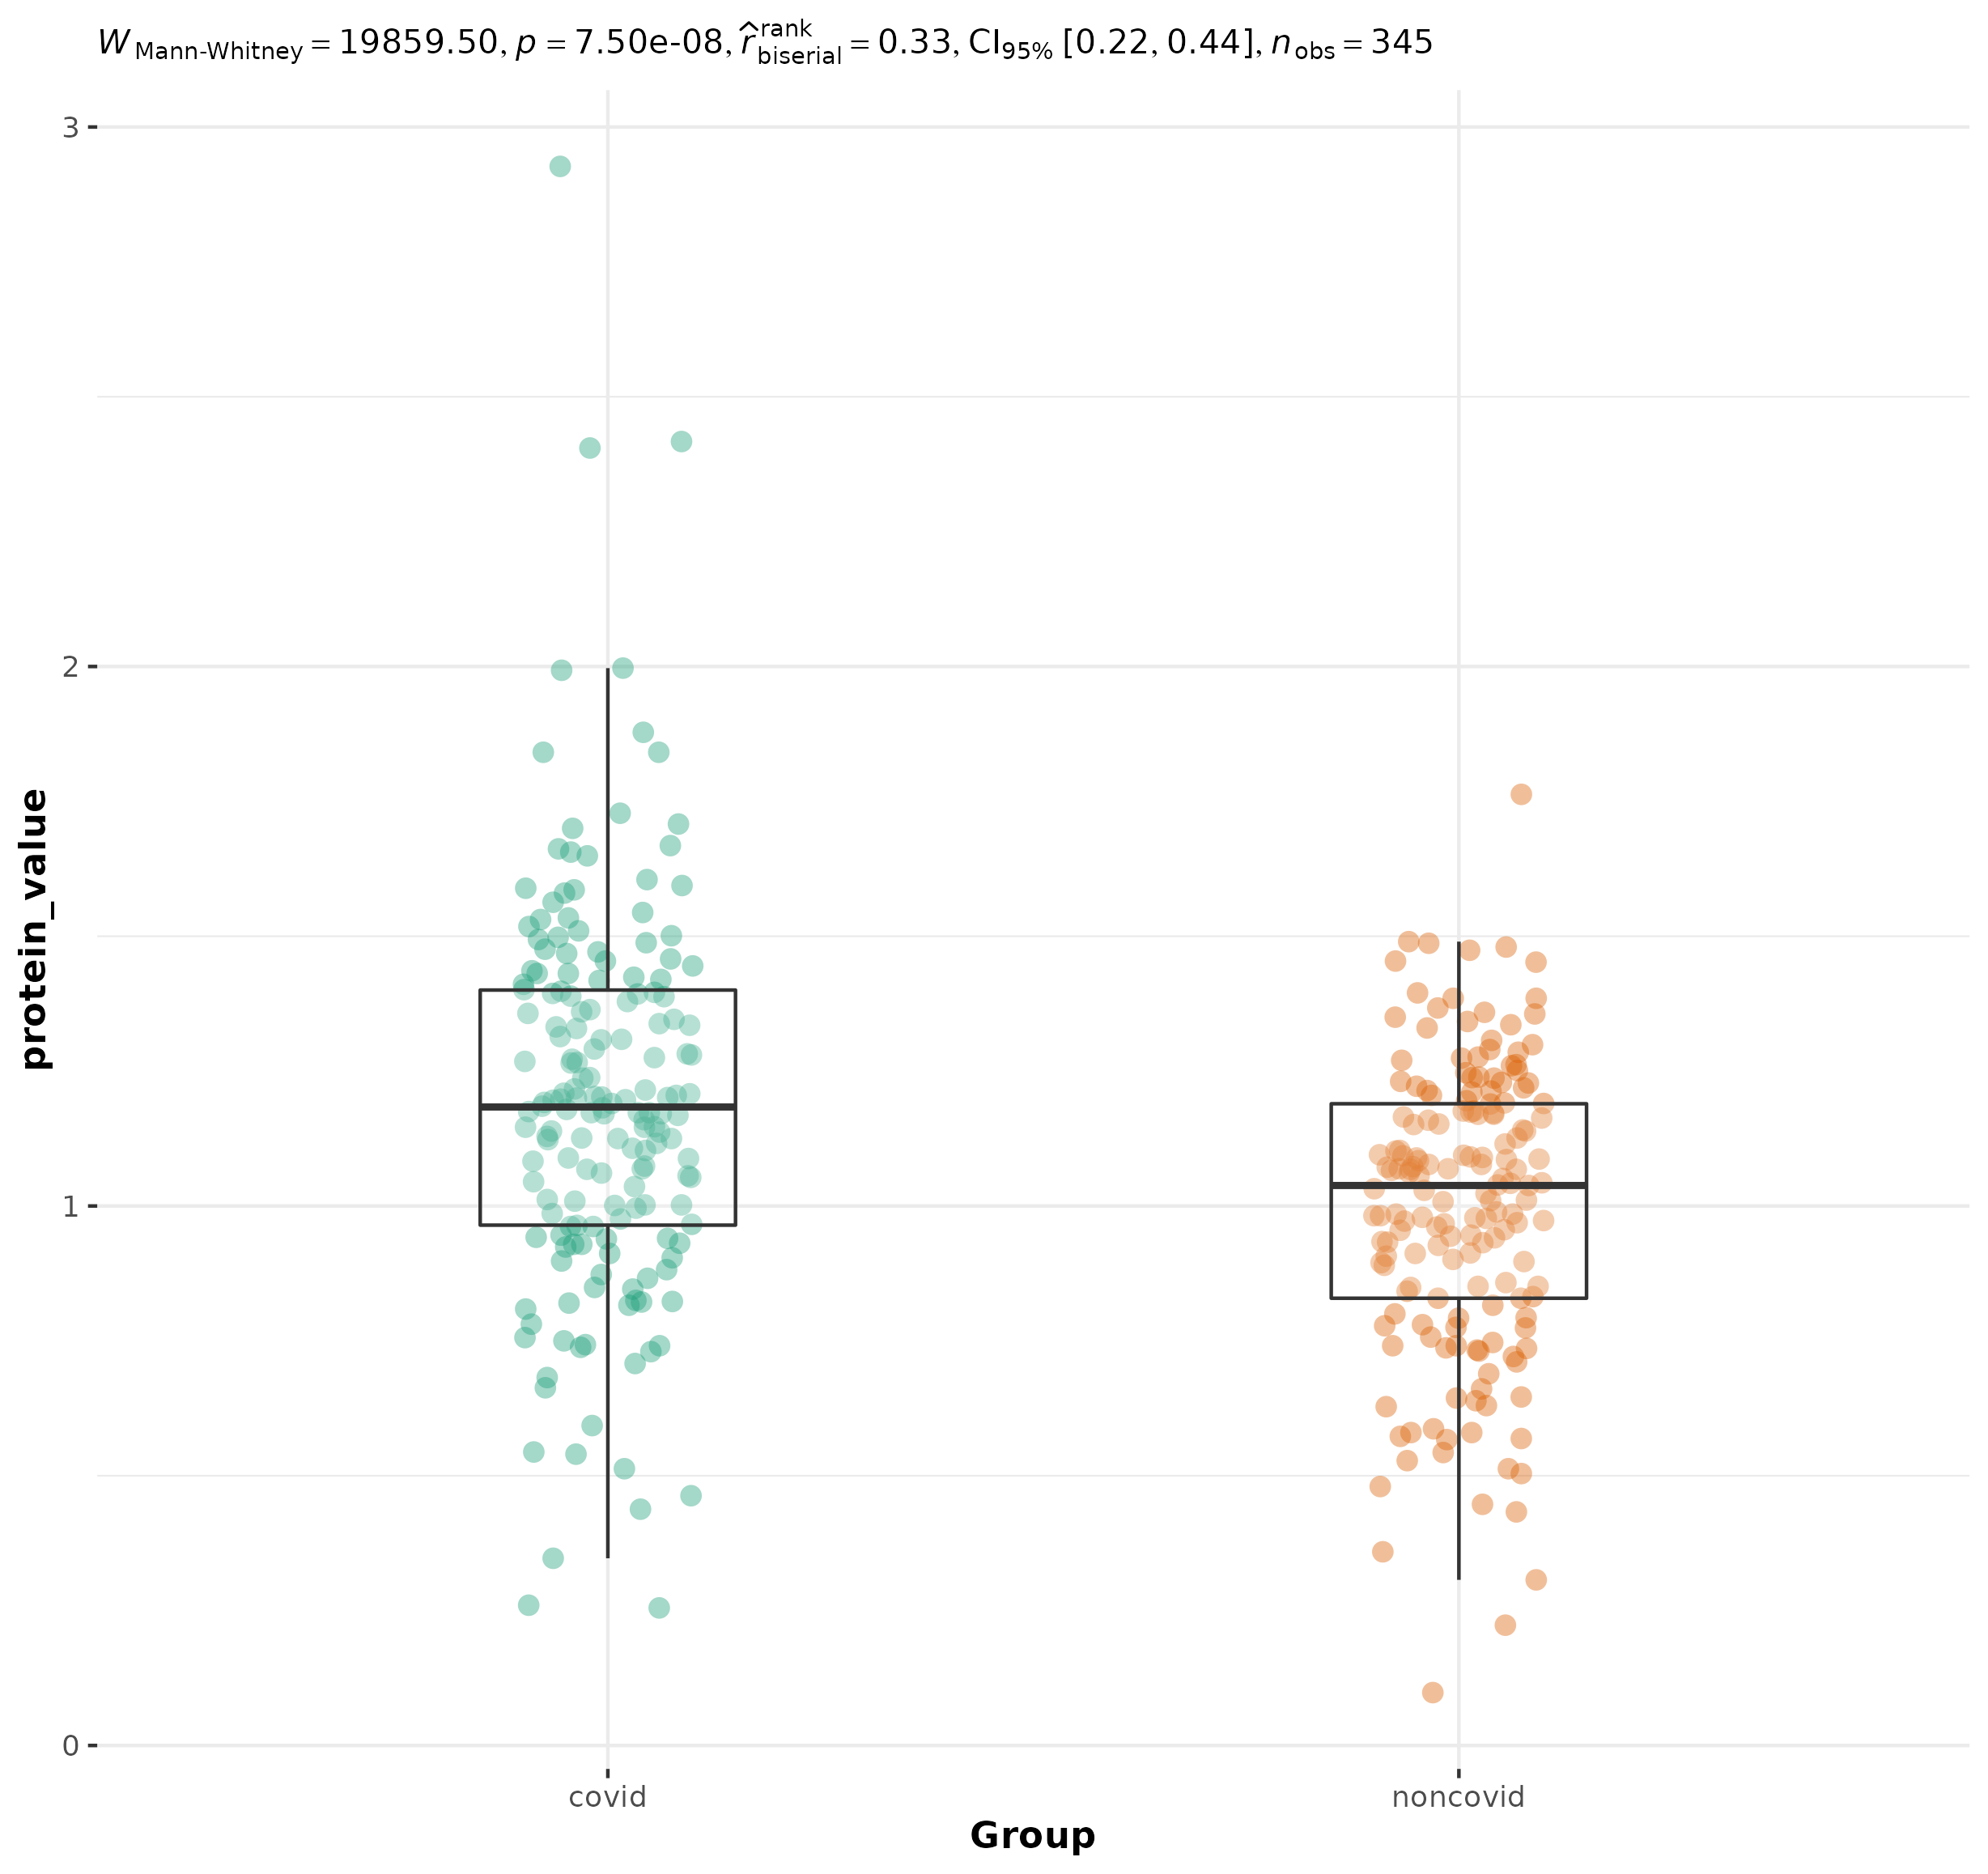 W Mann-Whitney = 19859.50, p = 7.50e-08, r̂ rank biserial = 0.33, CI95% [0.22, 0.44], n obs = 345
3
2
1
0
protein_value
covid noncovid
Group